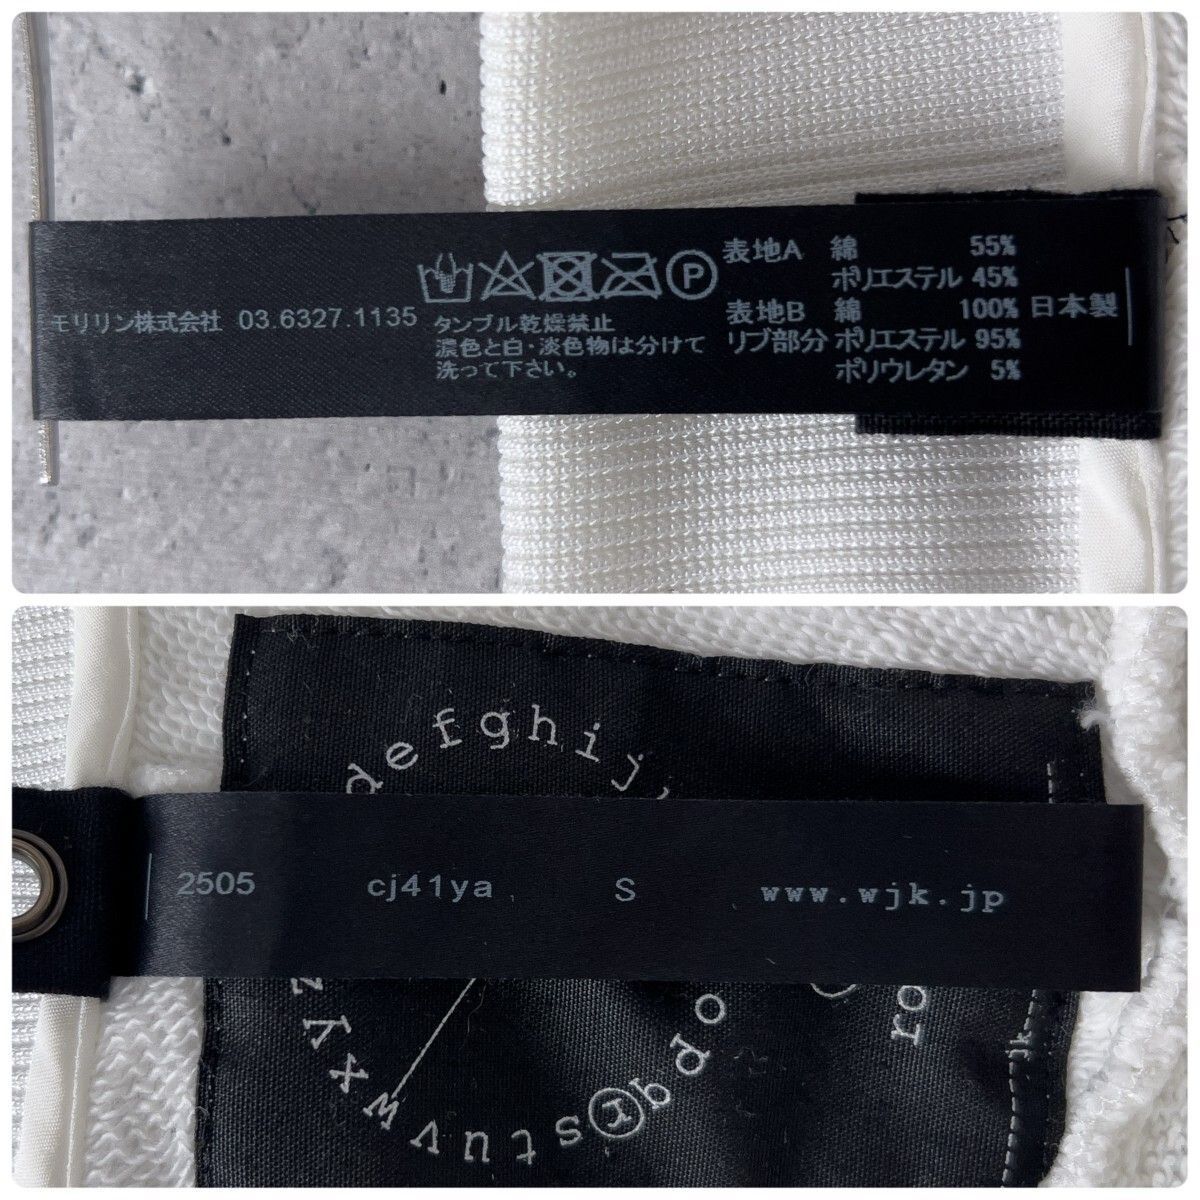 モリリン株式会社 03.6327.1135
タンブル乾燥禁止
濃色と白・淡色物は分けて
洗って下さい。
P
表地A 綿 55%
ポリエステル 45%
表地B 綿 100%
リブ部分 ポリエステル 95%
ポリウレタン 5%
日本製
d e f g h i j
2505 cj41ya S www.wjk.jp
o p q r s t u v w x y z
for
jk